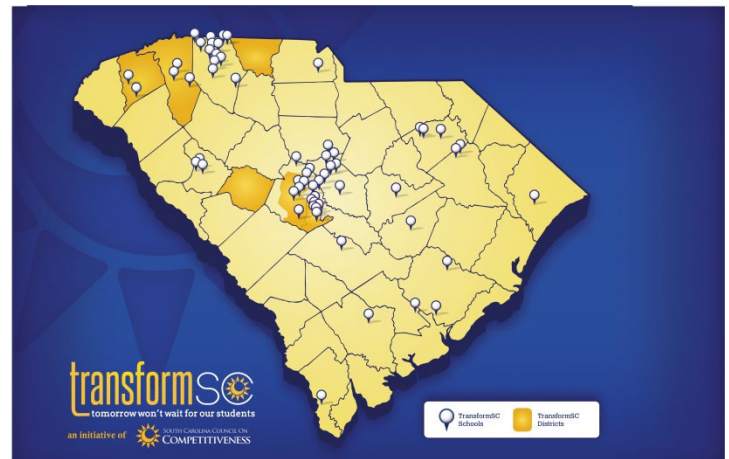 transformSC
tomorrow won't wait for our students
an initiative of
SOUTH CAROLINA COUNCIL ON
COMPETITIVENESS
TransformSC
Schools
TransformSC
Districts